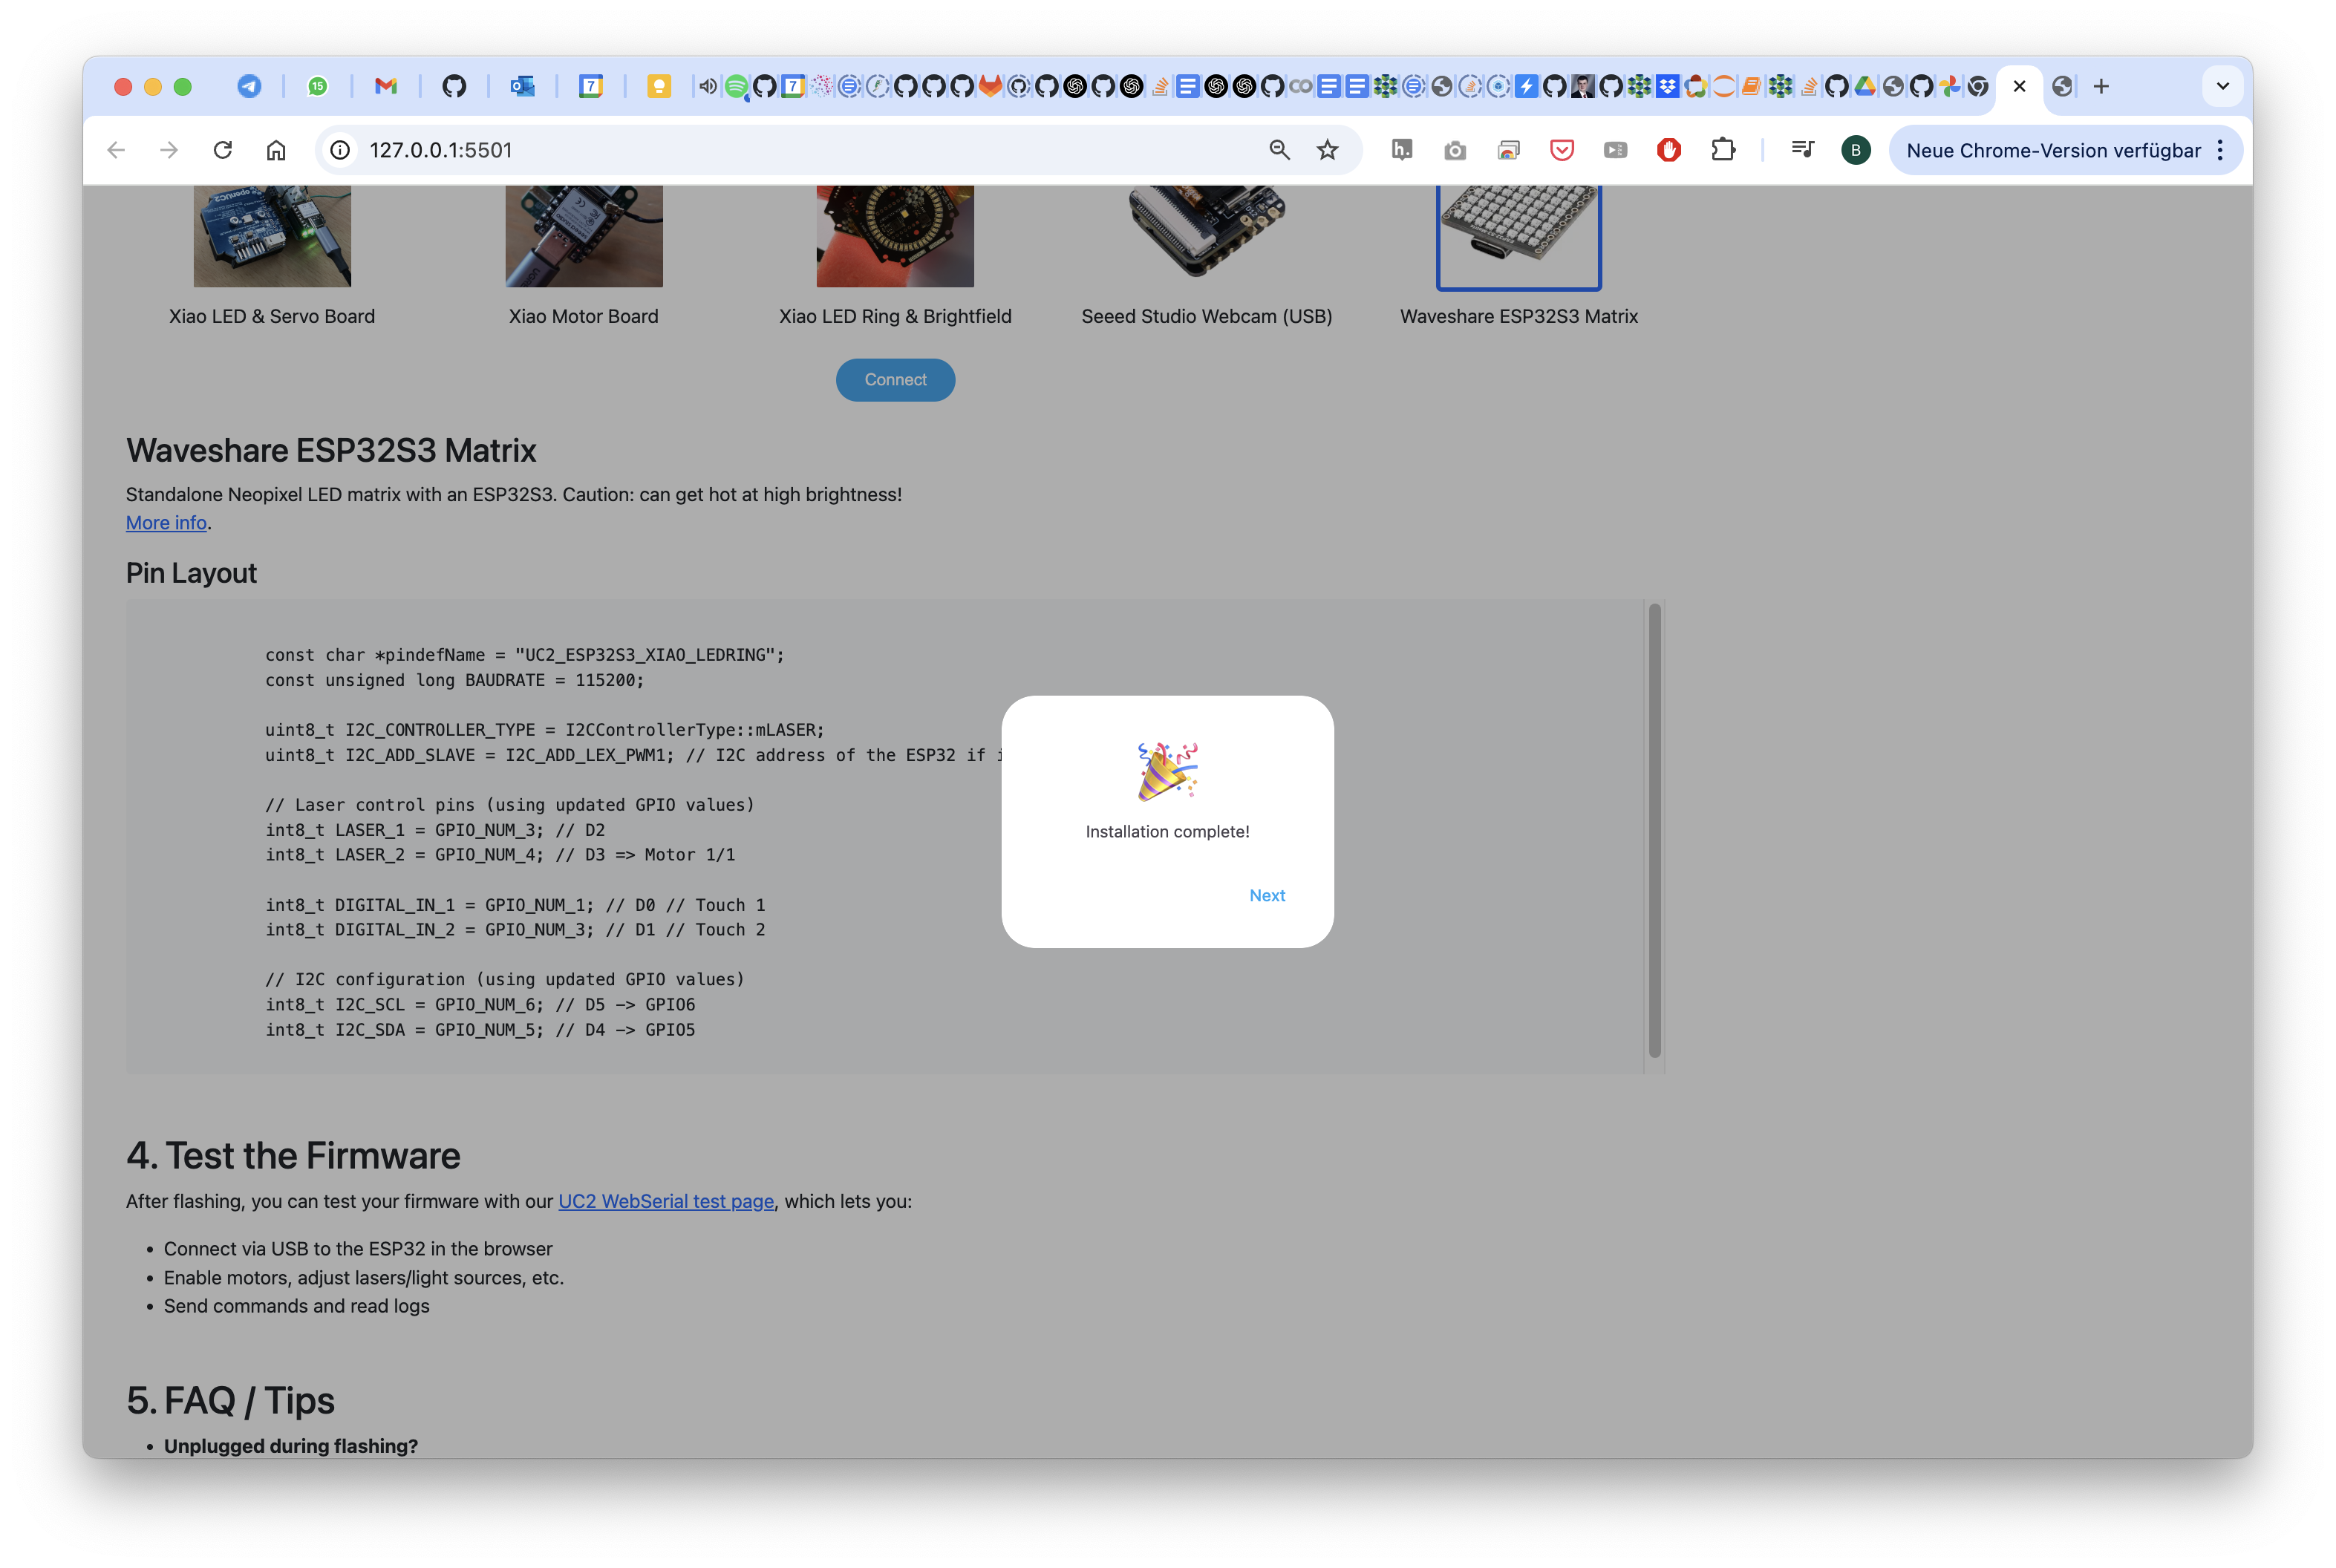 15
7
7
127.0.0.1:5501
h.
B
Neue Chrome-Version verfügbar
Xiao LED & Servo Board
Xiao Motor Board
Xiao LED Ring & Brightfield
Seeed Studio Webcam (USB)
Waveshare ESP32S3 Matrix
Connect
Waveshare ESP32S3 Matrix
Standalone Neopixel LED matrix with an ESP32S3. Caution: can get hot at high brightness!
More info.
Pin Layout
const char *pindefName = "UC2_ESP32S3_XIAO_LEDRING";
const unsigned long BAUDRATE = 115200;
uint8_t I2C_CONTROLLER_TYPE = I2CControllerType::mLASER;
uint8_t I2C_ADD_SLAVE = I2C_ADD_LEX_PWM1; // I2C address of the ESP32 if i
// Laser control pins (using updated GPIO values)
int8_t LASER_1 = GPIO_NUM_3; // D2
int8_t LASER_2 = GPIO_NUM_4; // D3 => Motor 1/1
int8_t DIGITAL_IN_1 = GPIO_NUM_1; // D0 // Touch 1
int8_t DIGITAL_IN_2 = GPIO_NUM_3; // D1 // Touch 2
// I2C configuration (using updated GPIO values)
int8_t I2C_SCL = GPIO_NUM_6; // D5 -> GPIO6
int8_t I2C_SDA = GPIO_NUM_5; // D4 -> GPIO5
Installation complete!
Next
4. Test the Firmware
After flashing, you can test your firmware with our UC2 WebSerial test page, which lets you:
• Connect via USB to the ESP32 in the browser
• Enable motors, adjust lasers/light sources, etc.
• Send commands and read logs
5. FAQ / Tips
• Unplugged during flashing?